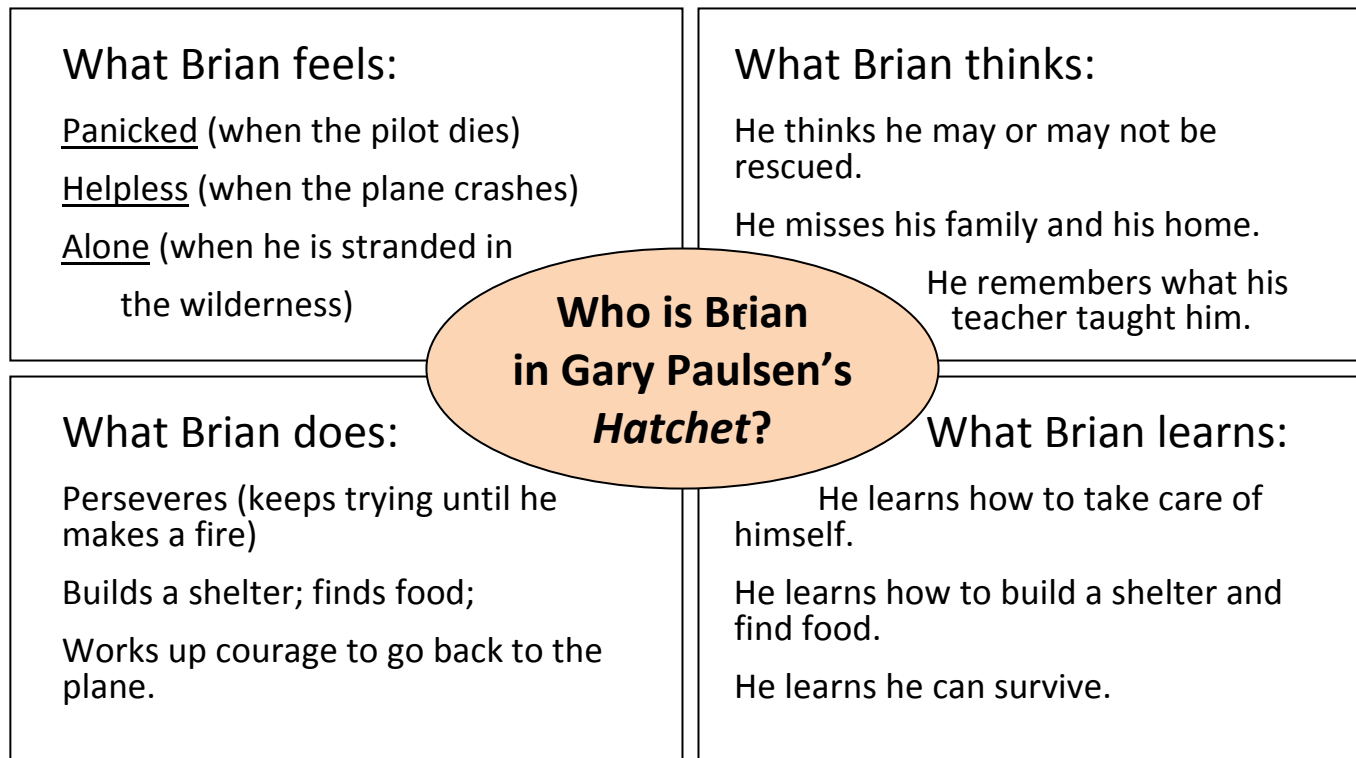 What Brian feels:
Panicked (when the pilot dies)
Helpless (when the plane crashes)
Alone (when he is stranded in
the wilderness)
What Brian thinks:
He thinks he may or may not be
rescued.
He misses his family and his home.
He remembers what his
teacher taught him.
Who is Brian
in Gary Paulsen’s
Hatchet?
What Brian does:
Perseveres (keeps trying until he
makes a fire)
Builds a shelter; finds food;
Works up courage to go back to the
plane.
What Brian learns:
He learns how to take care of
himself.
He learns how to build a shelter and
find food.
He learns he can survive.